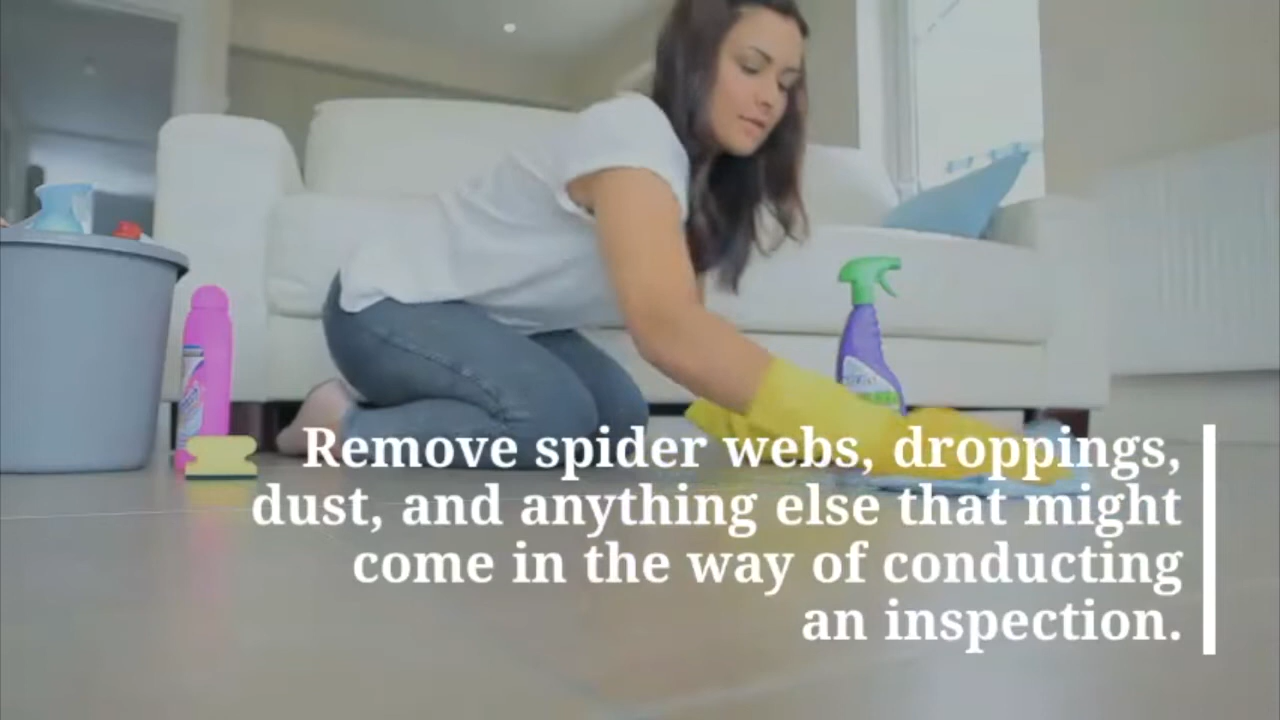 Remove spider webs, droppings,
dust, and anything else that might
come in the way of conducting
an inspection.